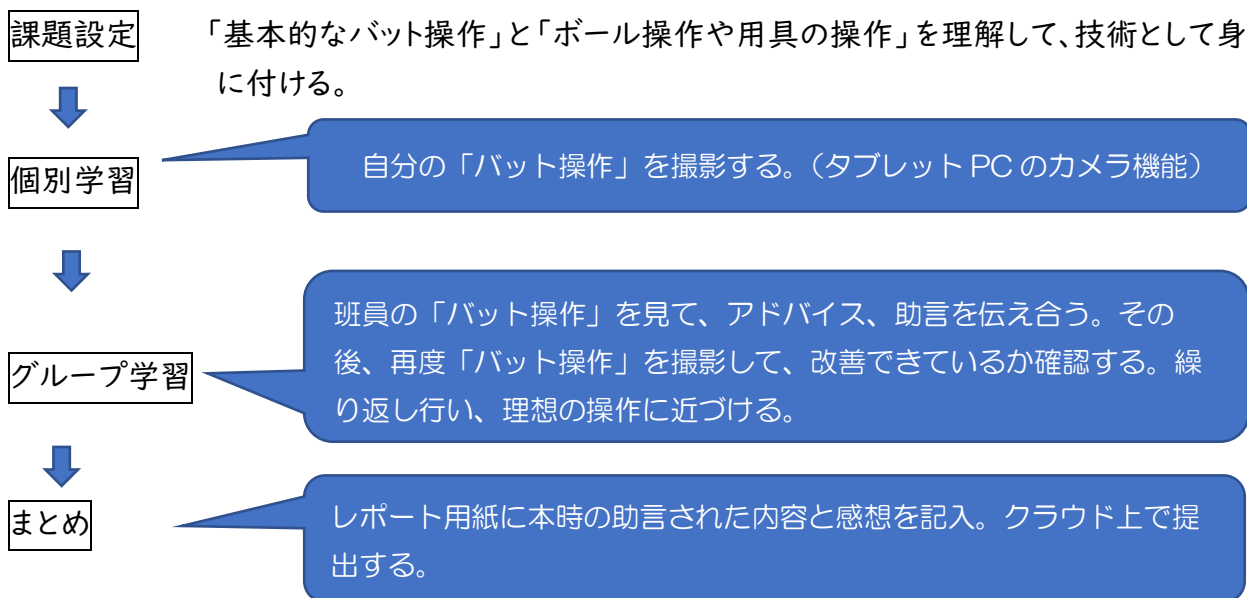 課題設定
「基本的なバット操作」と「ボール操作や用具の操作」を理解して、技術として身
に付ける。
個別学習
自分の「バット操作」を撮影する。（タブレット PC のカメラ機能）
グループ学習
班員の「バット操作」を見て、アドバイス、助言を伝え合う。その
後、再度「バット操作」を撮影して、改善できているか確認する。繰
り返し行い、理想の操作に近づける。
まとめ
レポート用紙に本時の助言された内容と感想を記入。クラウド上で提
出する。